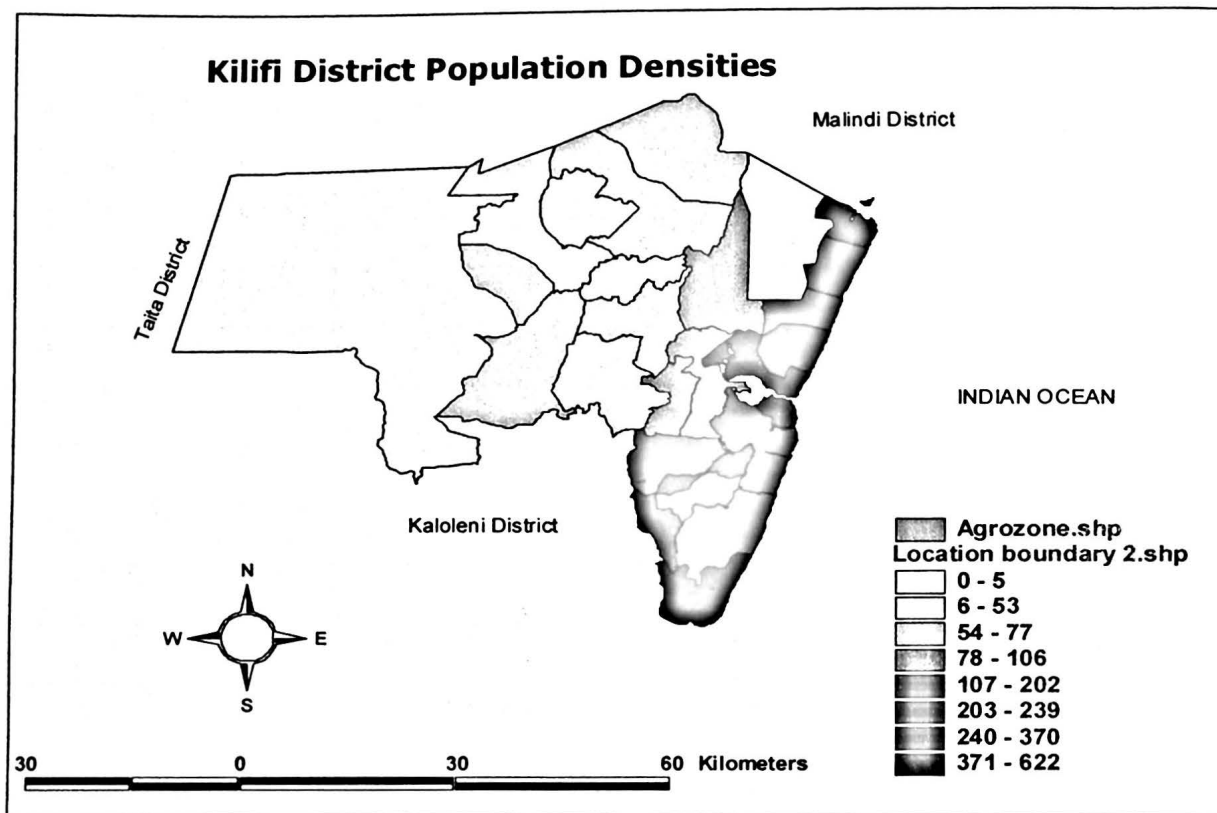 Kilifi District Population Densities
Malindi District
Taita District
INDIAN OCEAN
Kaloleni District
Agrozone.shp
Location boundary 2.shp
0 - 5
6 - 53
54 - 77
78 - 106
107 - 202
203 - 239
240 - 370
371 - 622
N
W E
S
30 0 30 60 Kilometers